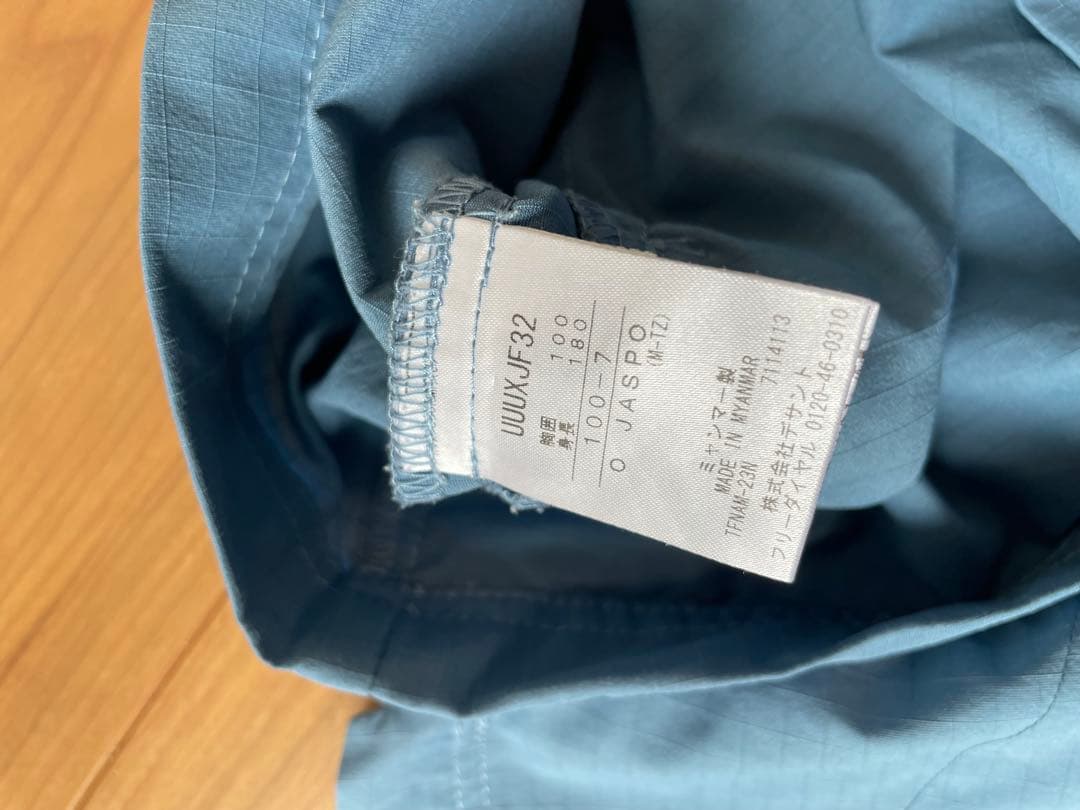 UUUXJF32
胸囲 100
身長 180
100-7
O JASPO
(M-TZ)
ミャンマー製
MADE IN MYANMAR
TFNAM-23N 7114113
株式会社デサント
フリーダイヤル 0120-46-0310